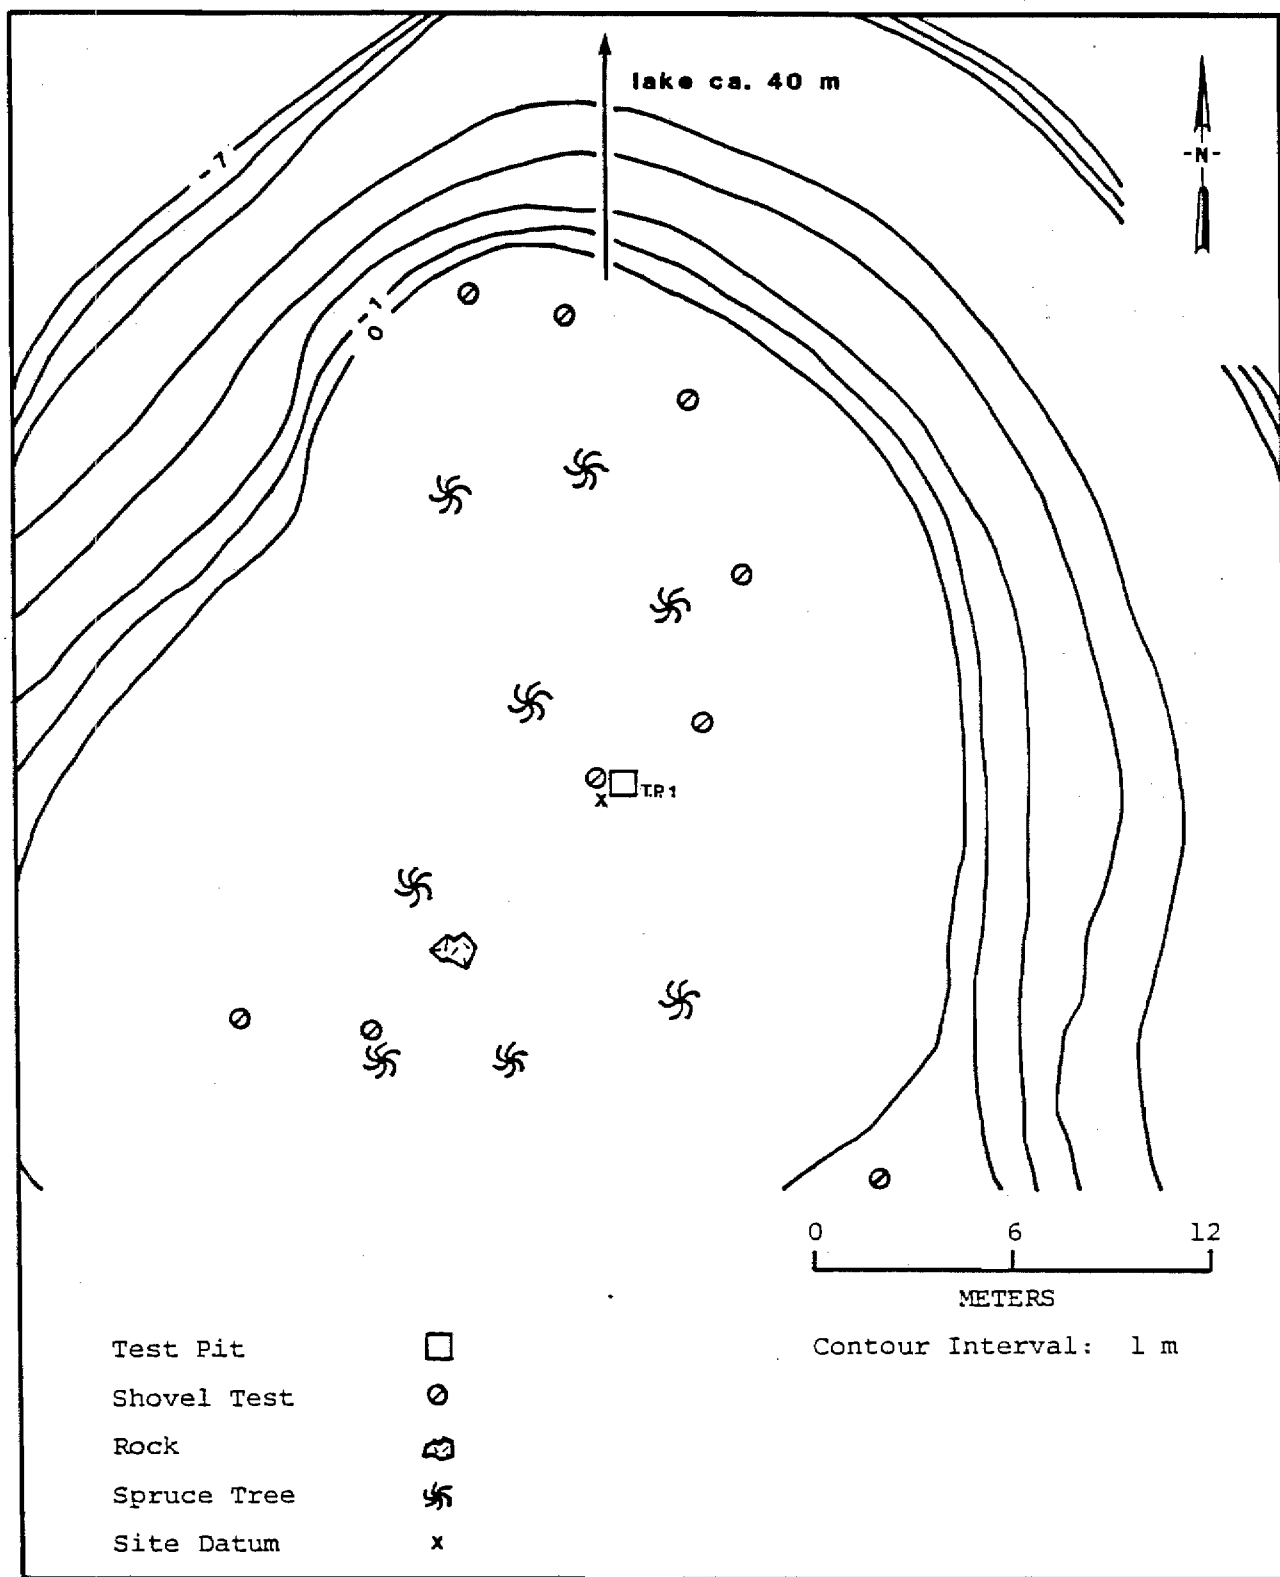 lake ca. 40 m
-N-
-7
-1
0
x T.P.1
0 6 12
METERS
Contour Interval: 1 m
Test Pit
Shovel Test
Rock
Spruce Tree
Site Datum x